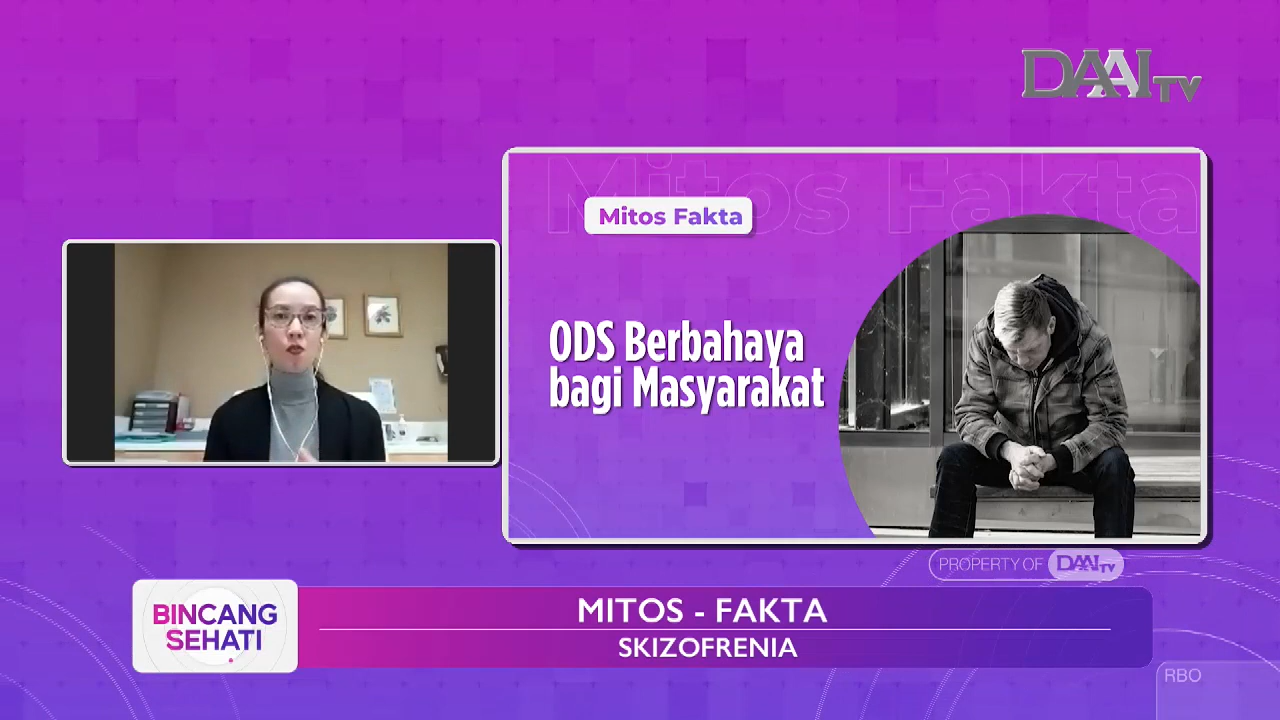 DAAI TV
Mitos Fakta
Mitos Fakta
ODS Berbahaya
bagi Masyarakat
PROPERTY OF DAAI TV
BINCANG
SEHATI
MITOS - FAKTA
SKIZOFRENIA
RBO